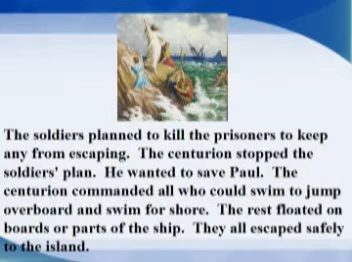 The soldiers planned to kill the prisoners to keep
any from escaping.  The centurion stopped the
soldiers' plan.  He wanted to save Paul.  The
centurion commanded all who could swim to jump
overboard and swim for shore.  The rest floated on
boards or parts of the ship.  They all escaped safely
to the island.